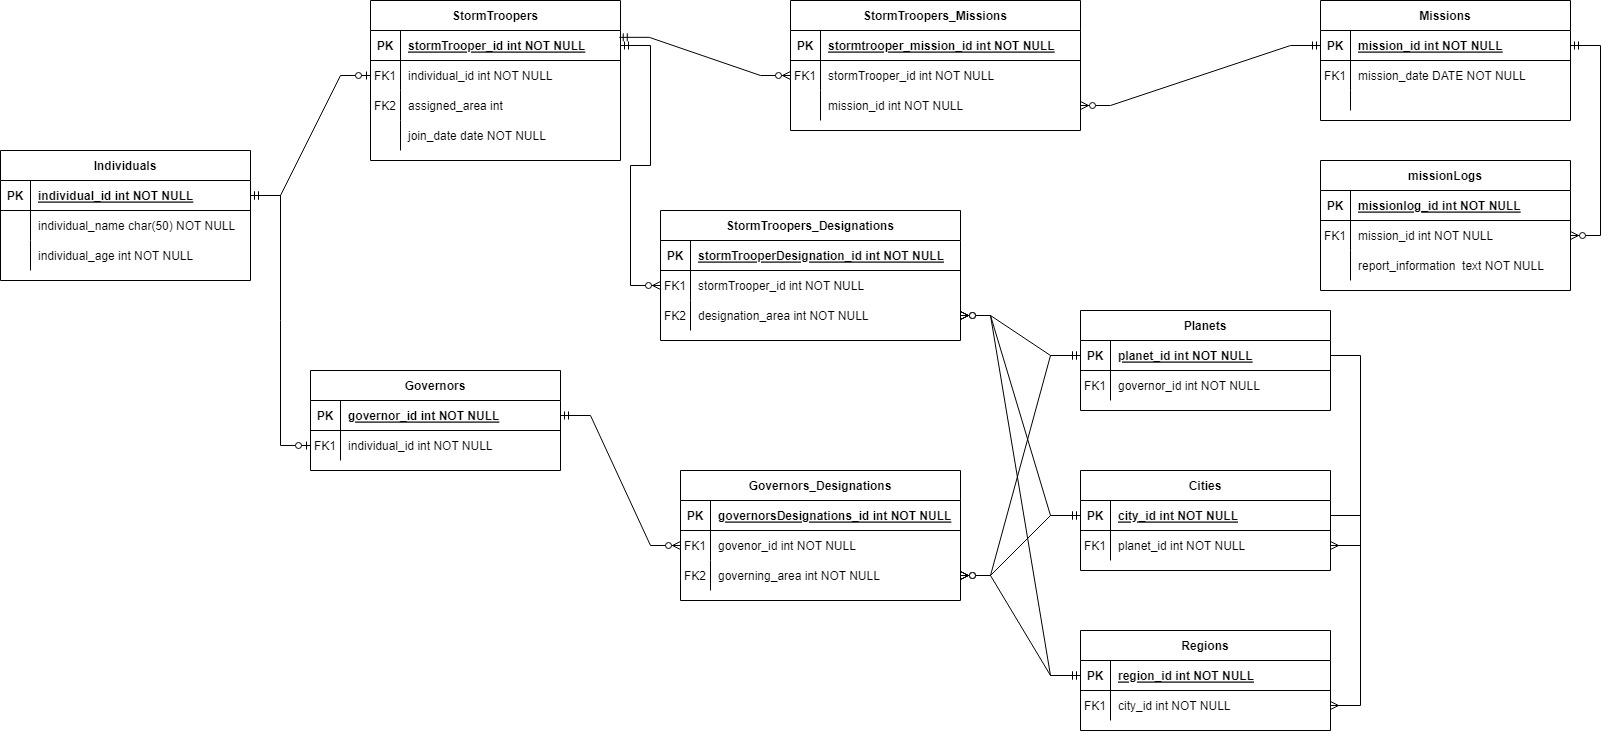 StormTroopers
PK stormTrooper_id int NOT NULL
FK1 individual_id int NOT NULL
FK2 assigned_area int
join_date date NOT NULL
StormTroopers_Missions
PK stormtrooper_mission_id int NOT NULL
FK1 stormTrooper_id int NOT NULL
mission_id int NOT NULL
Missions
PK mission_id int NOT NULL
FK1 mission_date DATE NOT NULL
Individuals
PK individual_id int NOT NULL
individual_name char(50) NOT NULL
individual_age int NOT NULL
missionLogs
PK missionlog_id int NOT NULL
FK1 mission_id int NOT NULL
report_information text NOT NULL
StormTroopers_Designations
PK stormTrooperDesignation_id int NOT NULL
FK1 stormTrooper_id int NOT NULL
FK2 designation_area int NOT NULL
Planets
PK planet_id int NOT NULL
FK1 governor_id int NOT NULL
Governors
PK governor_id int NOT NULL
FK1 individual_id int NOT NULL
Governors_Designations
PK governorsDesignations_id int NOT NULL
FK1 govenor_id int NOT NULL
FK2 governing_area int NOT NULL
Cities
PK city_id int NOT NULL
FK1 planet_id int NOT NULL
Regions
PK region_id int NOT NULL
FK1 city_id int NOT NULL